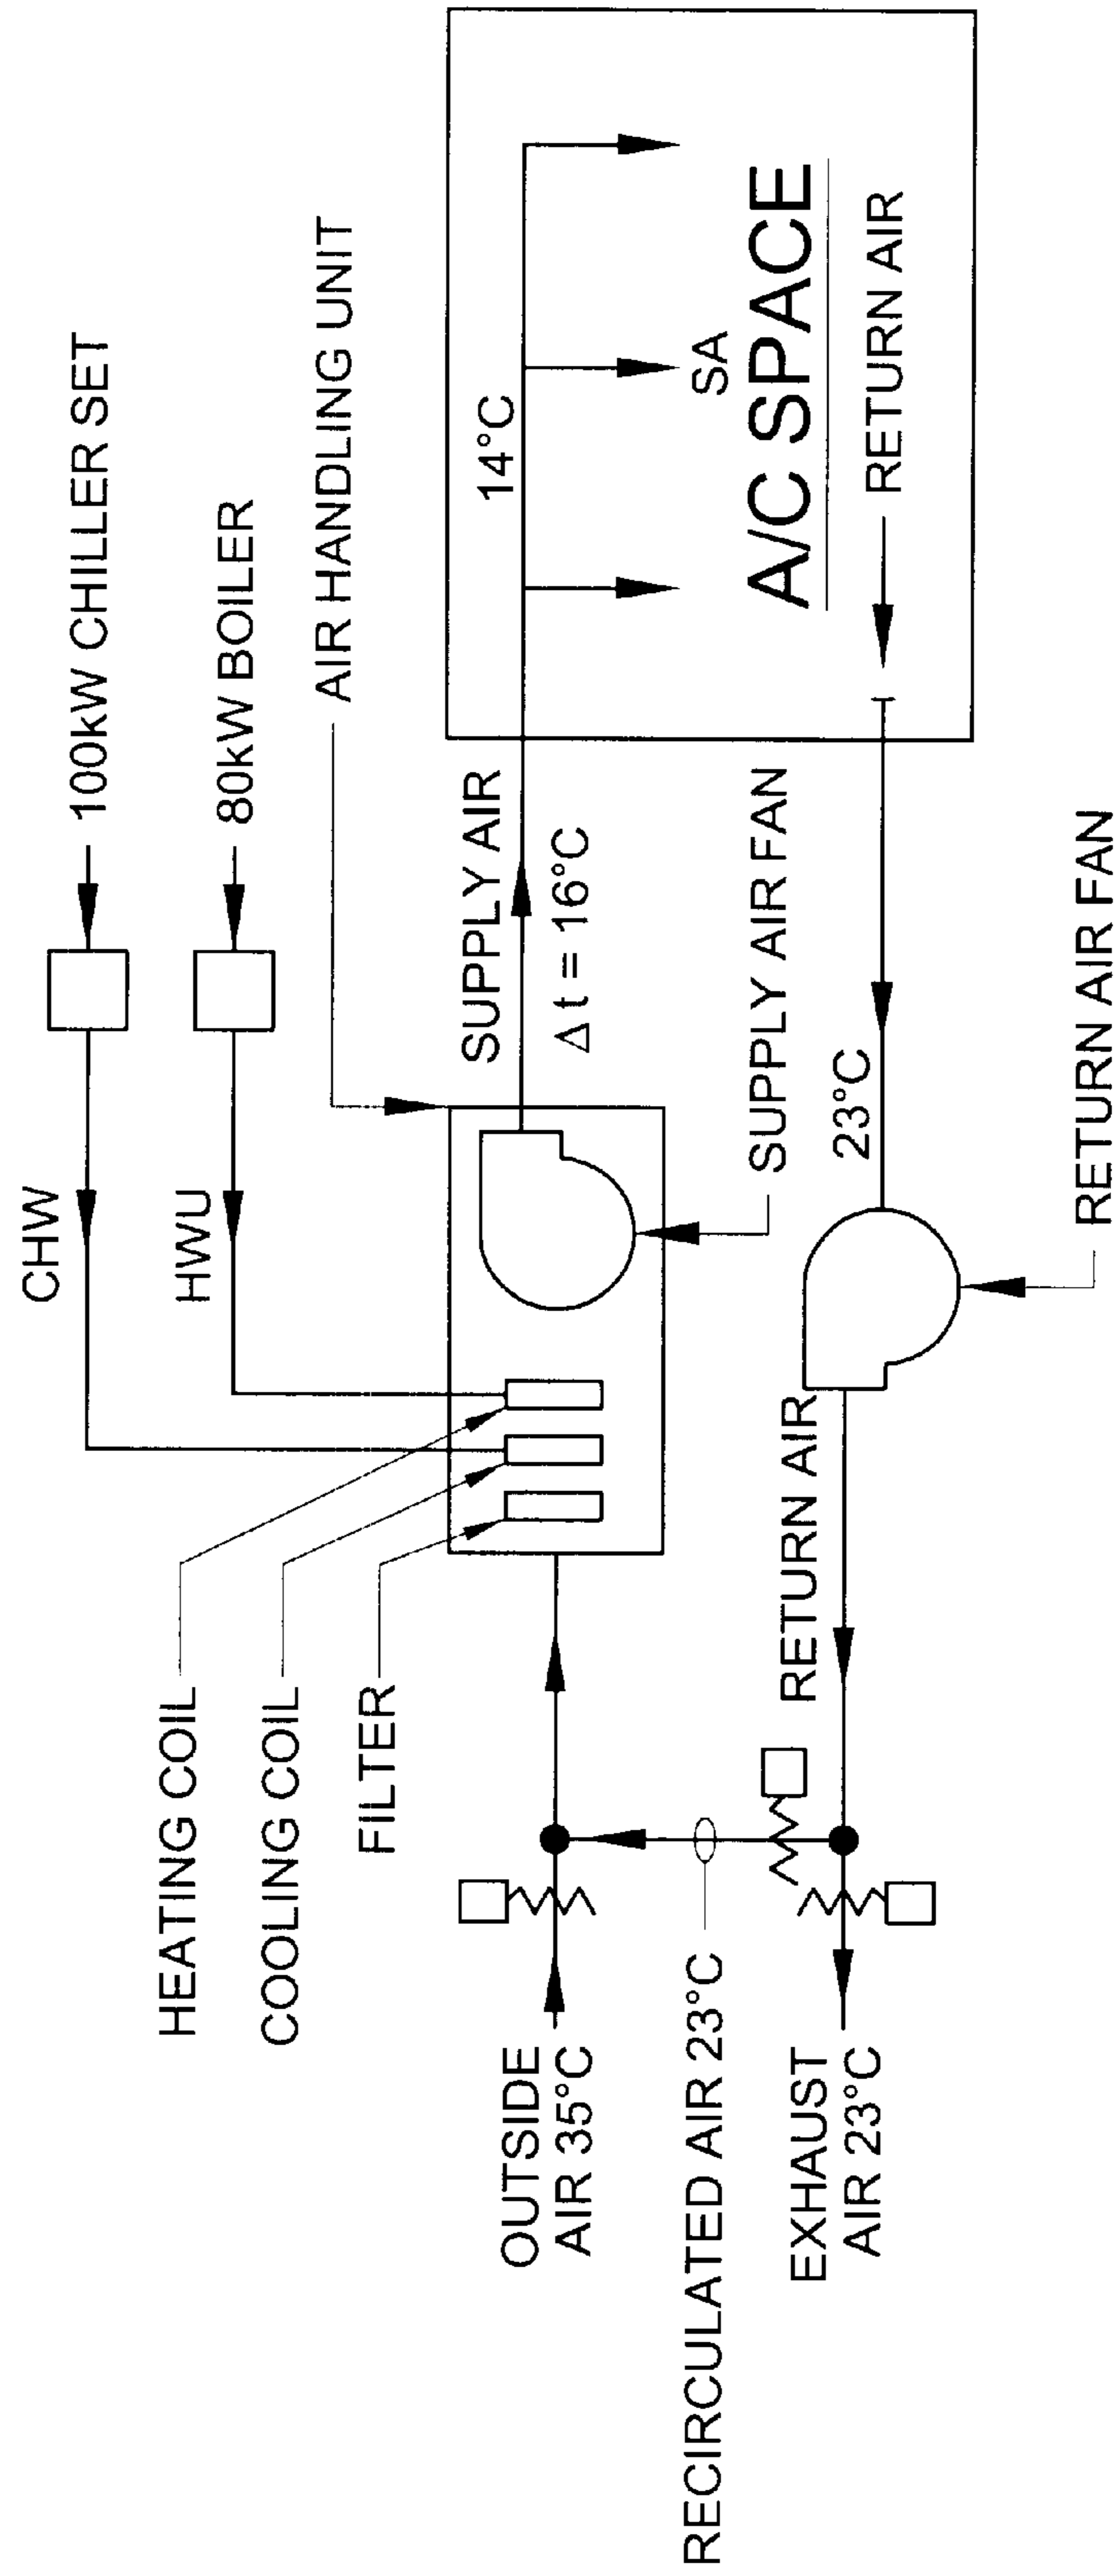 100kW CHILLER SET
CHW
80kW BOILER
HWU
AIR HANDLING UNIT
HEATING COIL
COOLING COIL
FILTER
SUPPLY AIR
Δt = 16°C
14°C
SA
A/C SPACE
RETURN AIR
OUTSIDE
AIR 35°C
RECIRCULATED AIR 23°C
EXHAUST
AIR 23°C
RETURN AIR
SUPPLY AIR FAN
23°C
RETURN AIR FAN